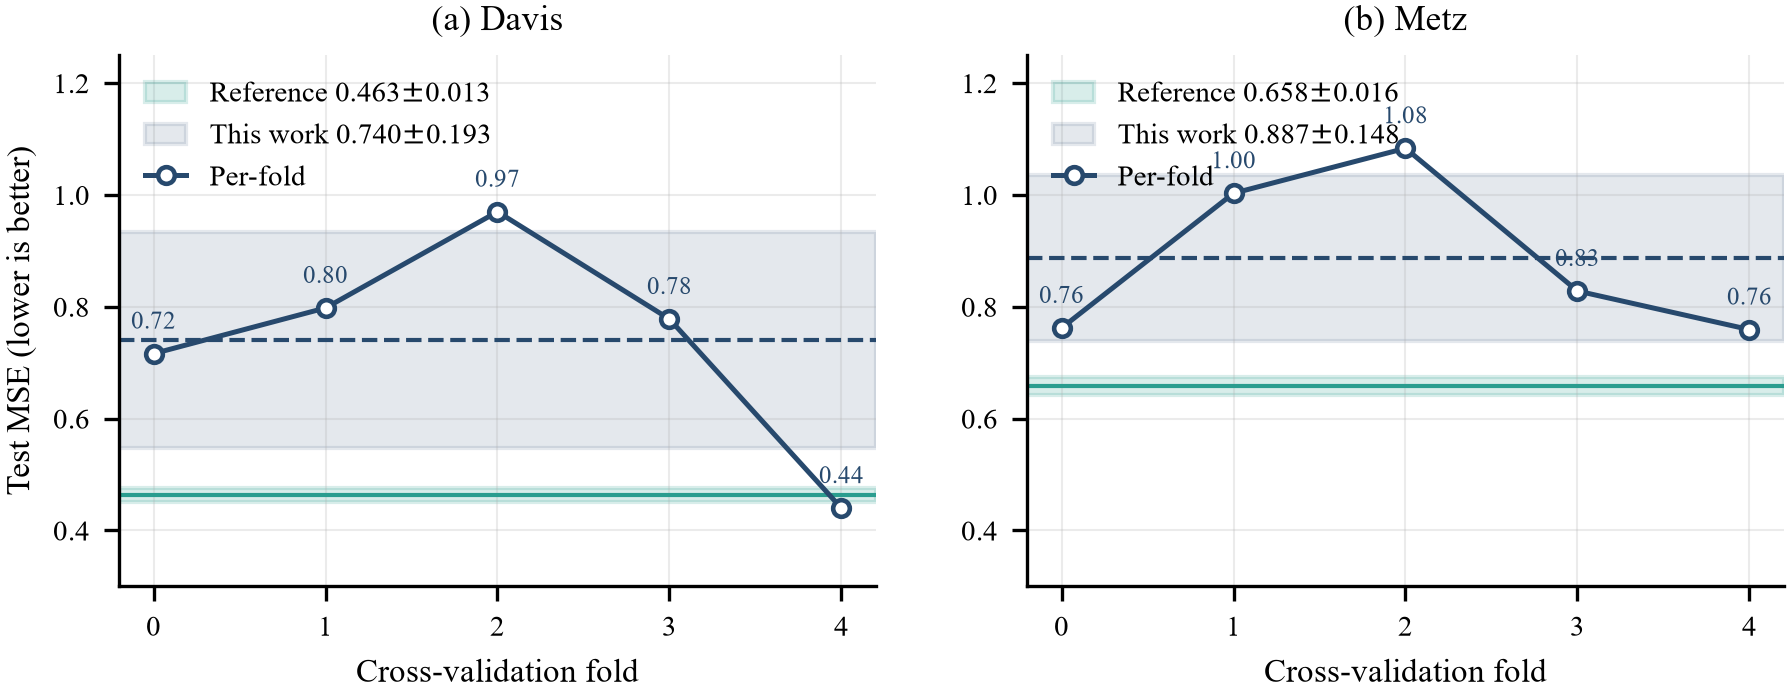 (a) Davis
Test MSE (lower is better)
1.2
1.0
0.8
0.6
0.4
Reference 0.463±0.013
This work 0.740±0.193
Per-fold
0.72
0.80
0.97
0.78
0.44
0 1 2 3 4
Cross-validation fold
(b) Metz
1.2
1.0
0.8
0.6
0.4
Reference 0.658±0.016
This work 0.887±0.148
Per-fold
0.76
1.00
1.08
0.83
0.76
0 1 2 3 4
Cross-validation fold